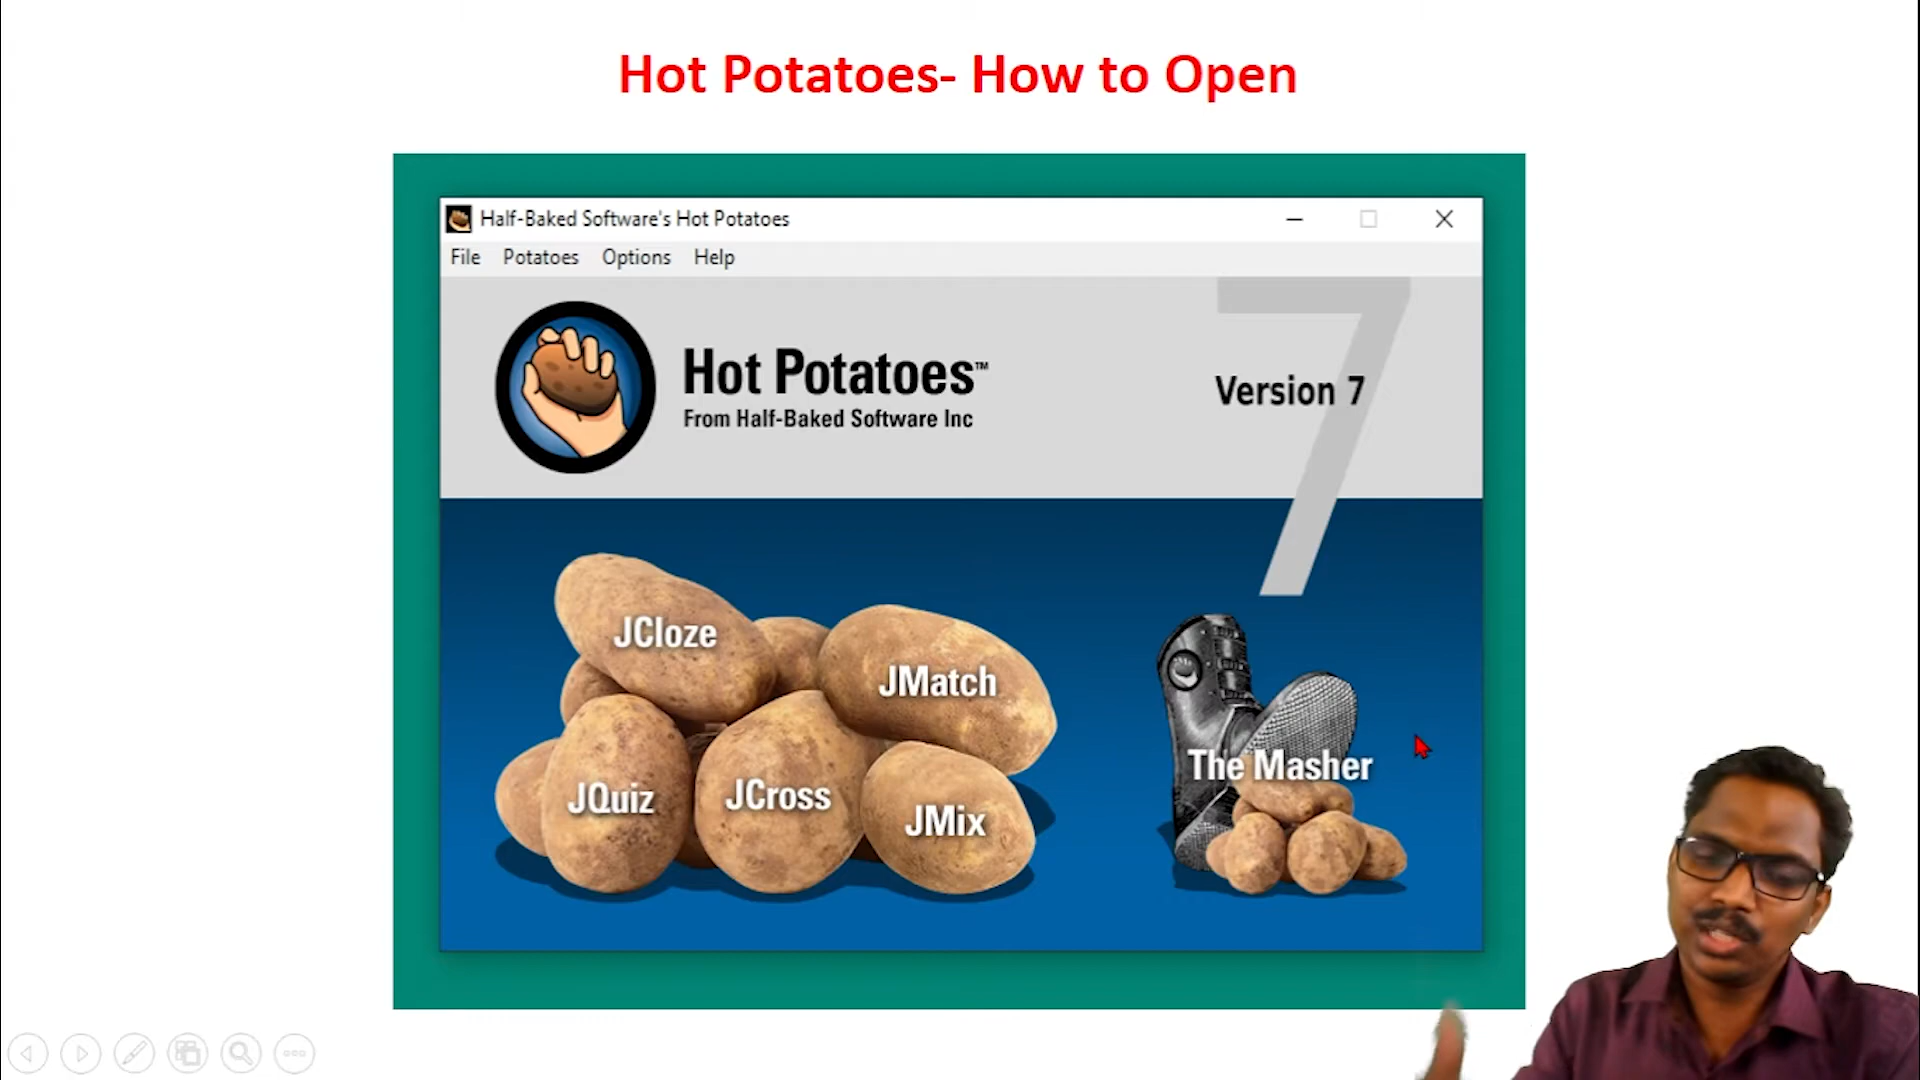 Hot Potatoes- How to Open
Half-Baked Software's Hot Potatoes
File Potatoes Options Help
Hot Potatoes™
From Half-Baked Software Inc
7
Version 7
JCloze
JMatch
JQuiz
JCross
JMix
The Masher